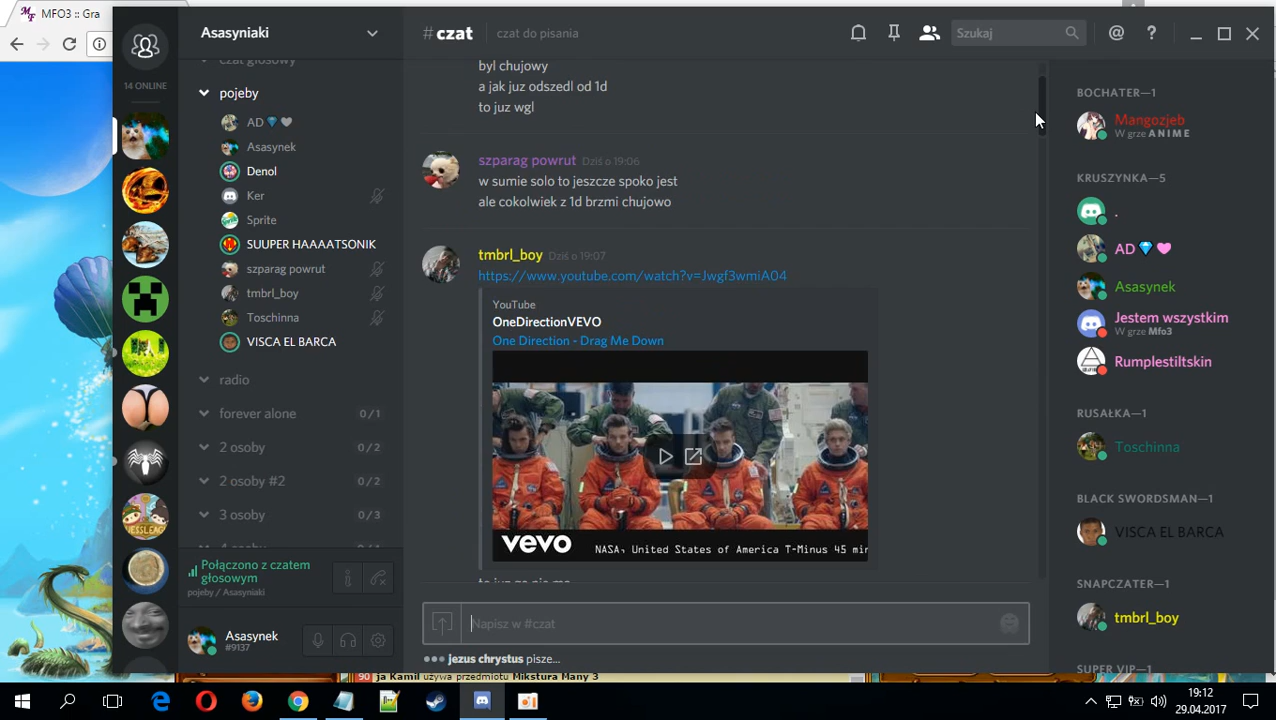 MFO3 :: Gra
14 ONLINE
Asasyniaki
czat głosowy
pojeby
AD
Asasynek
Denol
Ker
Sprite
SUUPER HAAAATSONIK
szparag powrut
tmbrl_boy
Toschinna
VISCA EL BARCA
radio
forever alone 0/1
2 osoby 0/2
2 osoby #2 0/2
3 osoby 0/3
Połączono z czatem
głosowym
pojeby / Asasyniaki
Asasynek
#9137
#czat czat do pisania
Szukaj
@ ?
byl chujowy
a jak juz odszedl od 1d
to juz wgl
szparag powrut Dziś o 19:06
w sumie solo to jeszcze spoko jest
ale cokolwiek z 1d brzmi chujowo
tmbrl_boy Dziś o 19:07
https://www.youtube.com/watch?v=Jwgf3wmiA04
YouTube
OneDirectionVEVO
One Direction - Drag Me Down
vevo
NASA, United States of America T-Minus 45 min
Napisz w #czat
jezus chrystus pisze...
BOCHATER—1
Mangozjeb
W grze ANIME
KRUSZYNKA—5
.
AD
Asasynek
Jestem wszystkim
W grze Mfo3
Rumplestiltskin
RUSAŁKA—1
Toschinna
BLACK SWORDSMAN—1
VISCA EL BARCA
SNAPCZATER—1
tmbrl_boy
SUPER VIP—1
90 ja Kamil używa przedmiotu Mikstura Many 3
19:12
29.04.2017